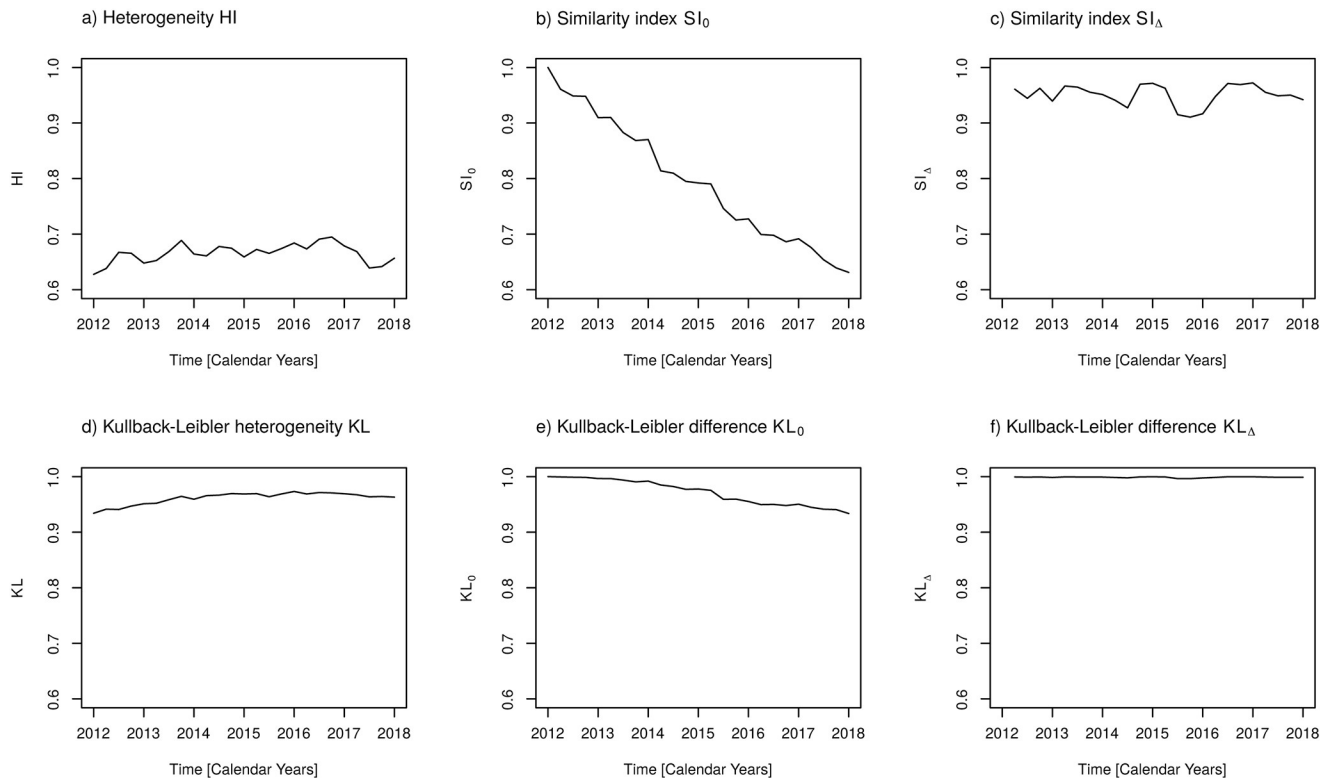 a) Heterogeneity HI
b) Similarity index SI₀
c) Similarity index SI_Δ
1.0
0.9
0.8
0.7
0.6
HI
2012 2013 2014 2015 2016 2017 2018
Time [Calendar Years]
1.0
0.9
0.8
0.7
0.6
SI₀
2012 2013 2014 2015 2016 2017 2018
Time [Calendar Years]
1.0
0.9
0.8
0.7
0.6
SI_Δ
2012 2013 2014 2015 2016 2017 2018
Time [Calendar Years]
d) Kullback-Leibler heterogeneity KL
e) Kullback-Leibler difference KL₀
f) Kullback-Leibler difference KL_Δ
1.0
0.9
0.8
0.7
0.6
KL
2012 2013 2014 2015 2016 2017 2018
Time [Calendar Years]
1.0
0.9
0.8
0.7
0.6
KL₀
2012 2013 2014 2015 2016 2017 2018
Time [Calendar Years]
1.0
0.9
0.8
0.7
0.6
KL_Δ
2012 2013 2014 2015 2016 2017 2018
Time [Calendar Years]